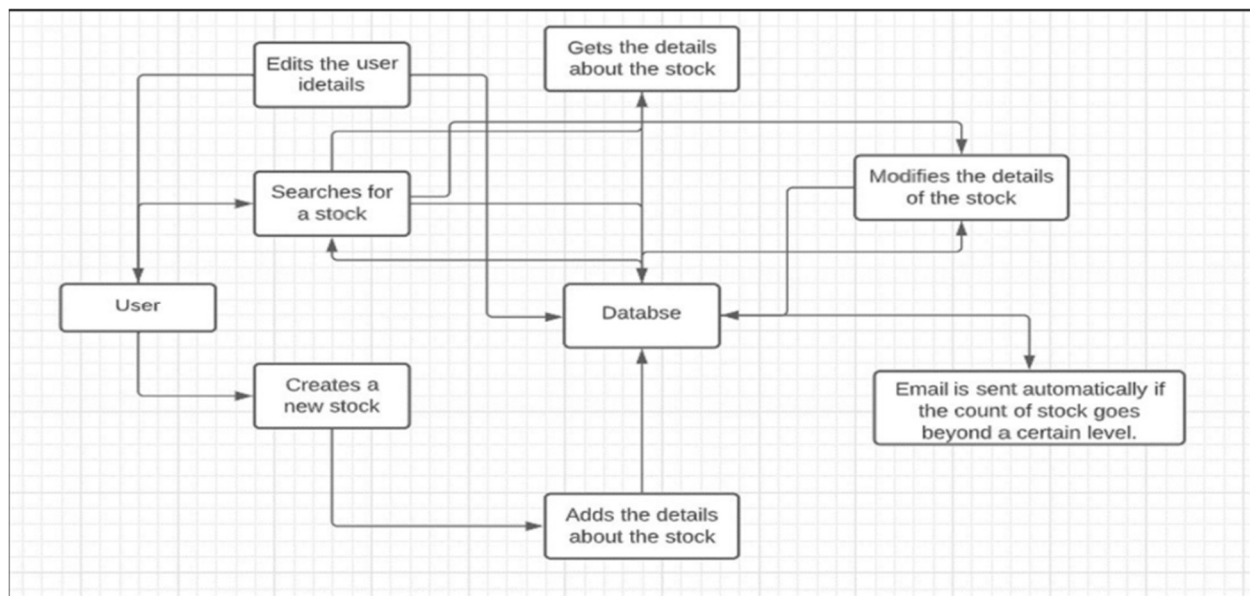 Edits the user
idetails
Gets the details
about the stock
Searches for
a stock
Modifies the details
of the stock
User
Databse
Creates a
new stock
Email is sent automatically if
the count of stock goes
beyond a certain level.
Adds the details
about the stock